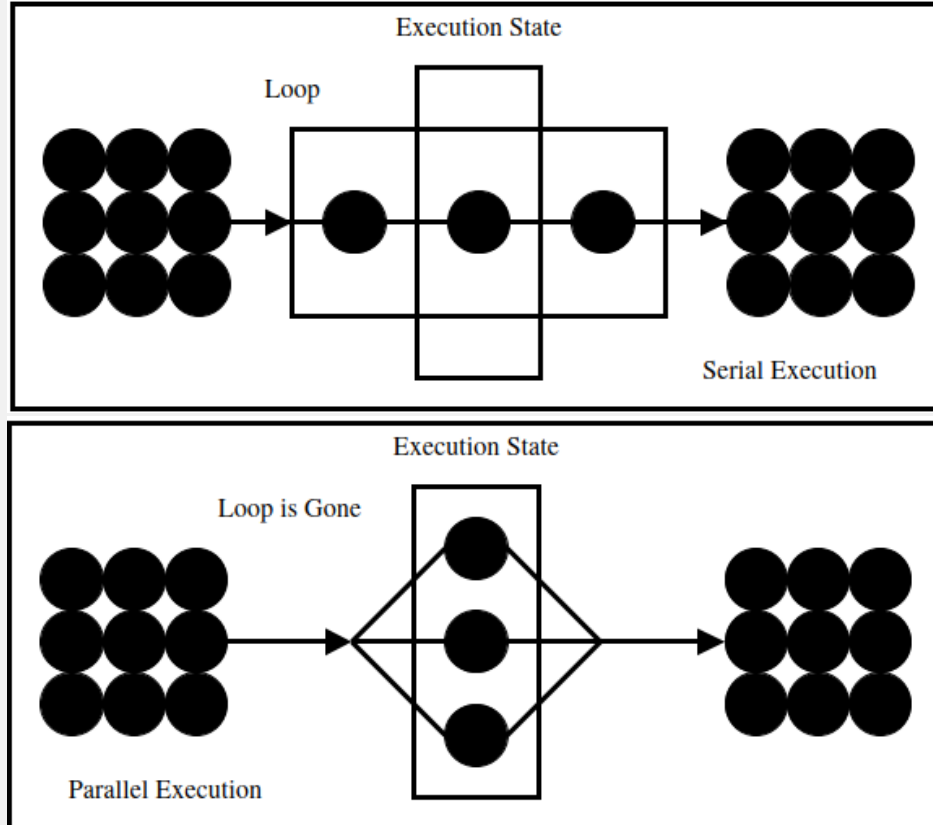 Execution State
Loop
Serial Execution
Execution State
Loop is Gone
Parallel Execution